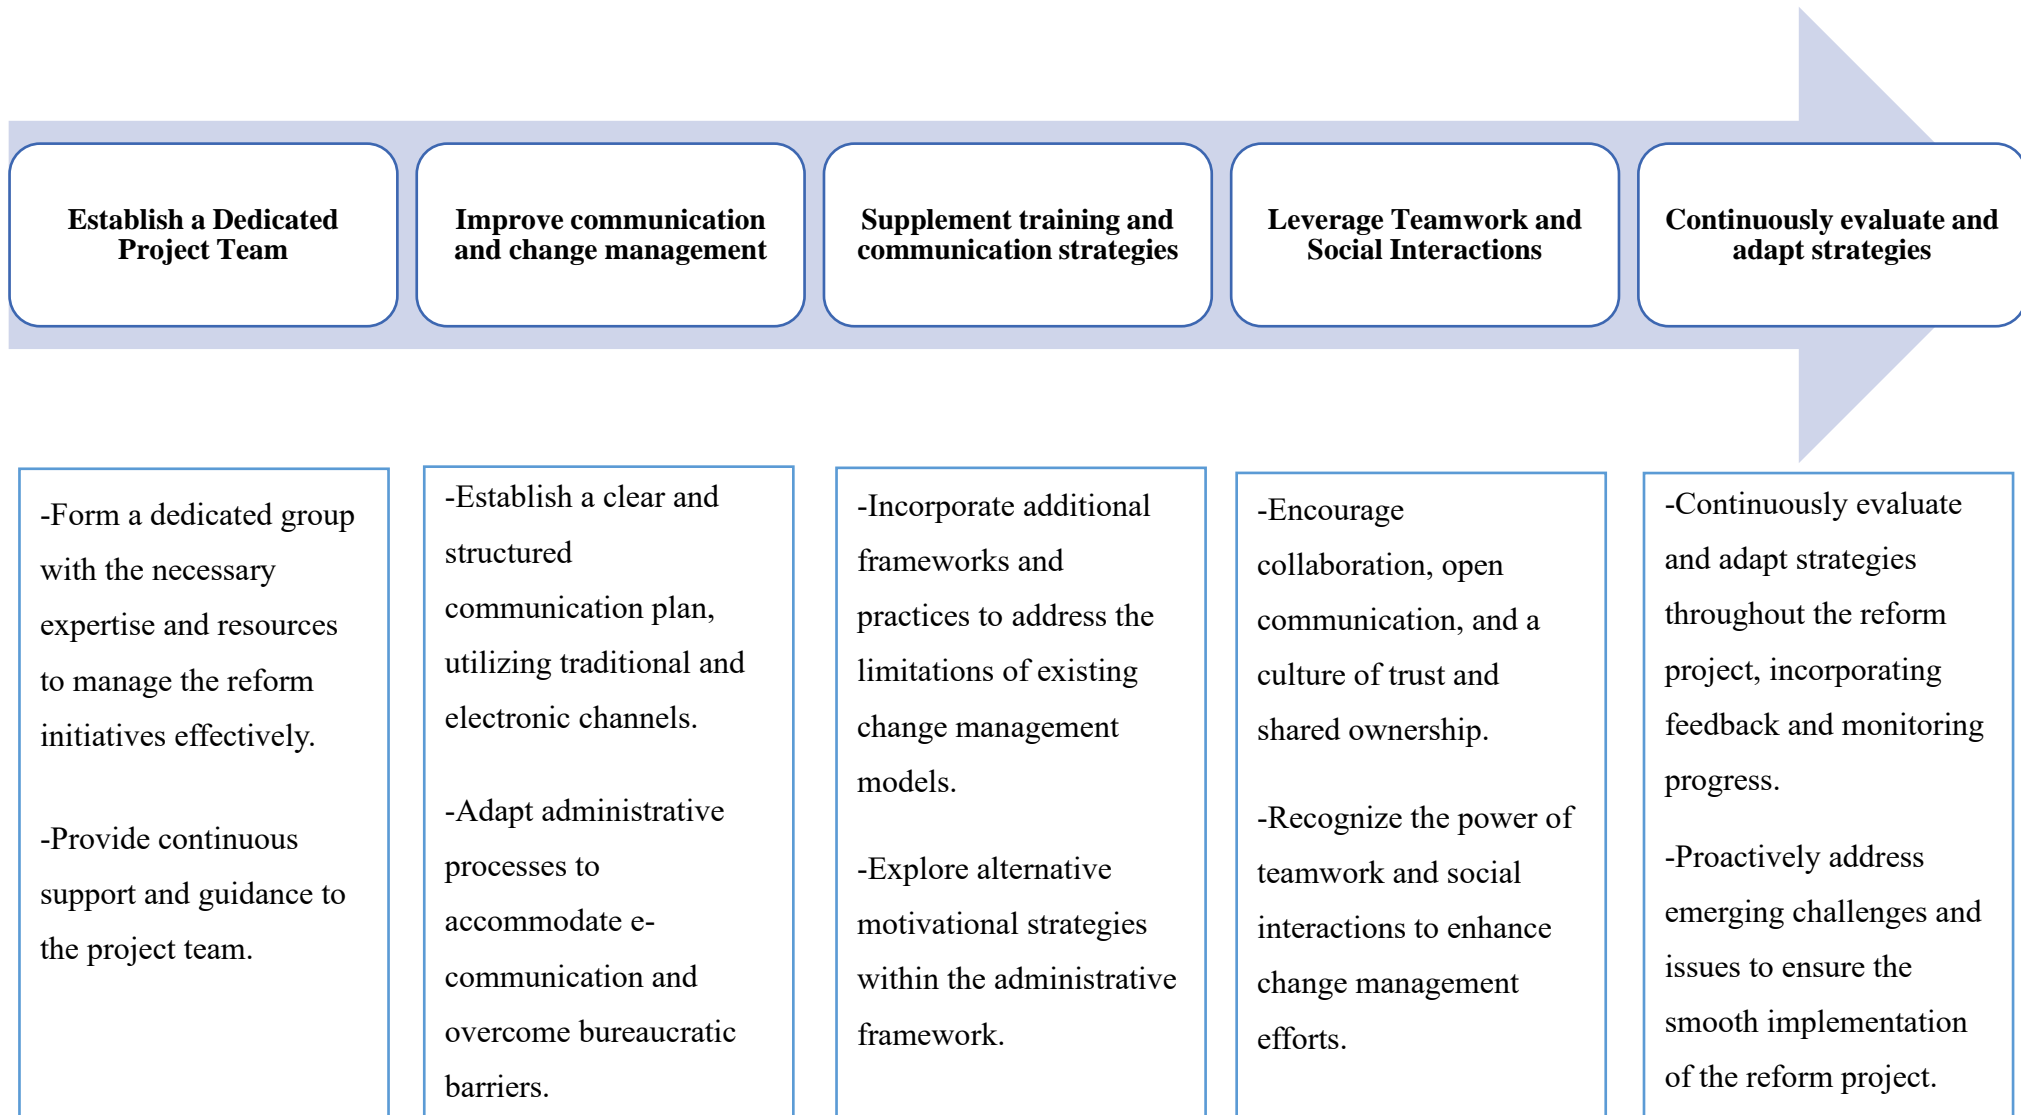 Establish a Dedicated
Project Team
Improve communication
and change management
Supplement training and
communication strategies
Leverage Teamwork and
Social Interactions
Continuously evaluate and
adapt strategies
-Form a dedicated group
with the necessary
expertise and resources
to manage the reform
initiatives effectively.
-Provide continuous
support and guidance to
the project team.
-Establish a clear and
structured
communication plan,
utilizing traditional and
electronic channels.
-Adapt administrative
processes to
accommodate e-
communication and
overcome bureaucratic
barriers.
-Incorporate additional
frameworks and
practices to address the
limitations of existing
change management
models.
-Explore alternative
motivational strategies
within the administrative
framework.
-Encourage
collaboration, open
communication, and a
culture of trust and
shared ownership.
-Recognize the power of
teamwork and social
interactions to enhance
change management
efforts.
-Continuously evaluate
and adapt strategies
throughout the reform
project, incorporating
feedback and monitoring
progress.
-Proactively address
emerging challenges and
issues to ensure the
smooth implementation
of the reform project.